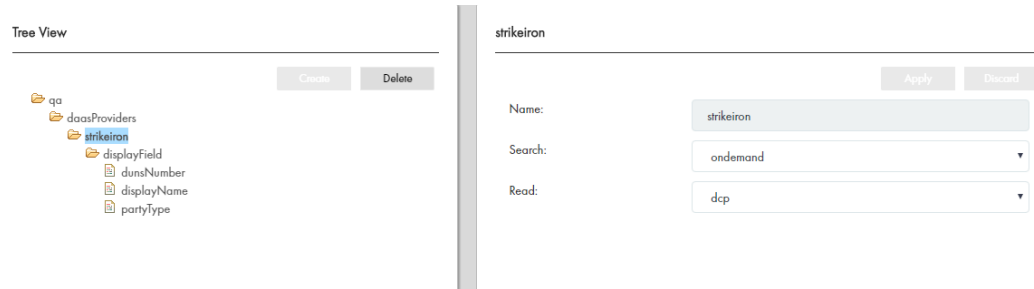 Tree View
Create
Delete
qa
daasProviders
strikeiron
displayField
dunsNumber
displayName
partyType
strikeiron
Apply
Discard
Name:
strikeiron
Search:
ondemand
Read:
dcp